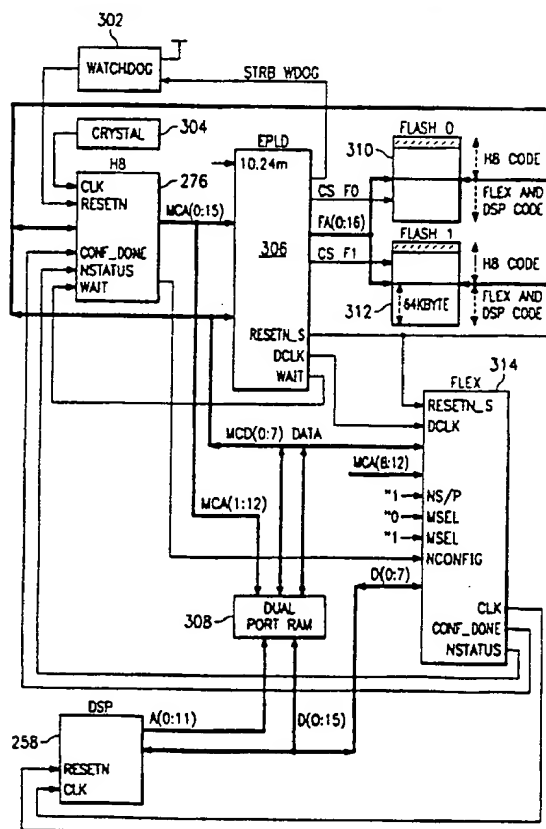 302
WATCHDOG
STRB WDOG
CRYSTAL
304
EPLD
10.24m
FLASH 0
310
H8 CODE
FLEX AND
DSP CODE
H8
276
CLK
RESETN
CONF_DONE
NSTATUS
WAIT
MCA(0:15)
CS F0
FA(0:16)
306
CS F1
FLASH 1
H8 CODE
64KBYTE
312
FLEX AND
DSP CODE
RESETN_S
DCLK
WAIT
FLEX
314
RESETN_S
DCLK
MCD(0:7) DATA
MCA(8:12)
"1
NS/P
"0
MSEL
"1
MSEL
NCONFIG
MCA(1:12)
D(0:7)
CLK
CONF_DONE
NSTATUS
308
DUAL
PORT RAM
DSP
258
RESETN
CLK
A(0:11)
D(0:15)